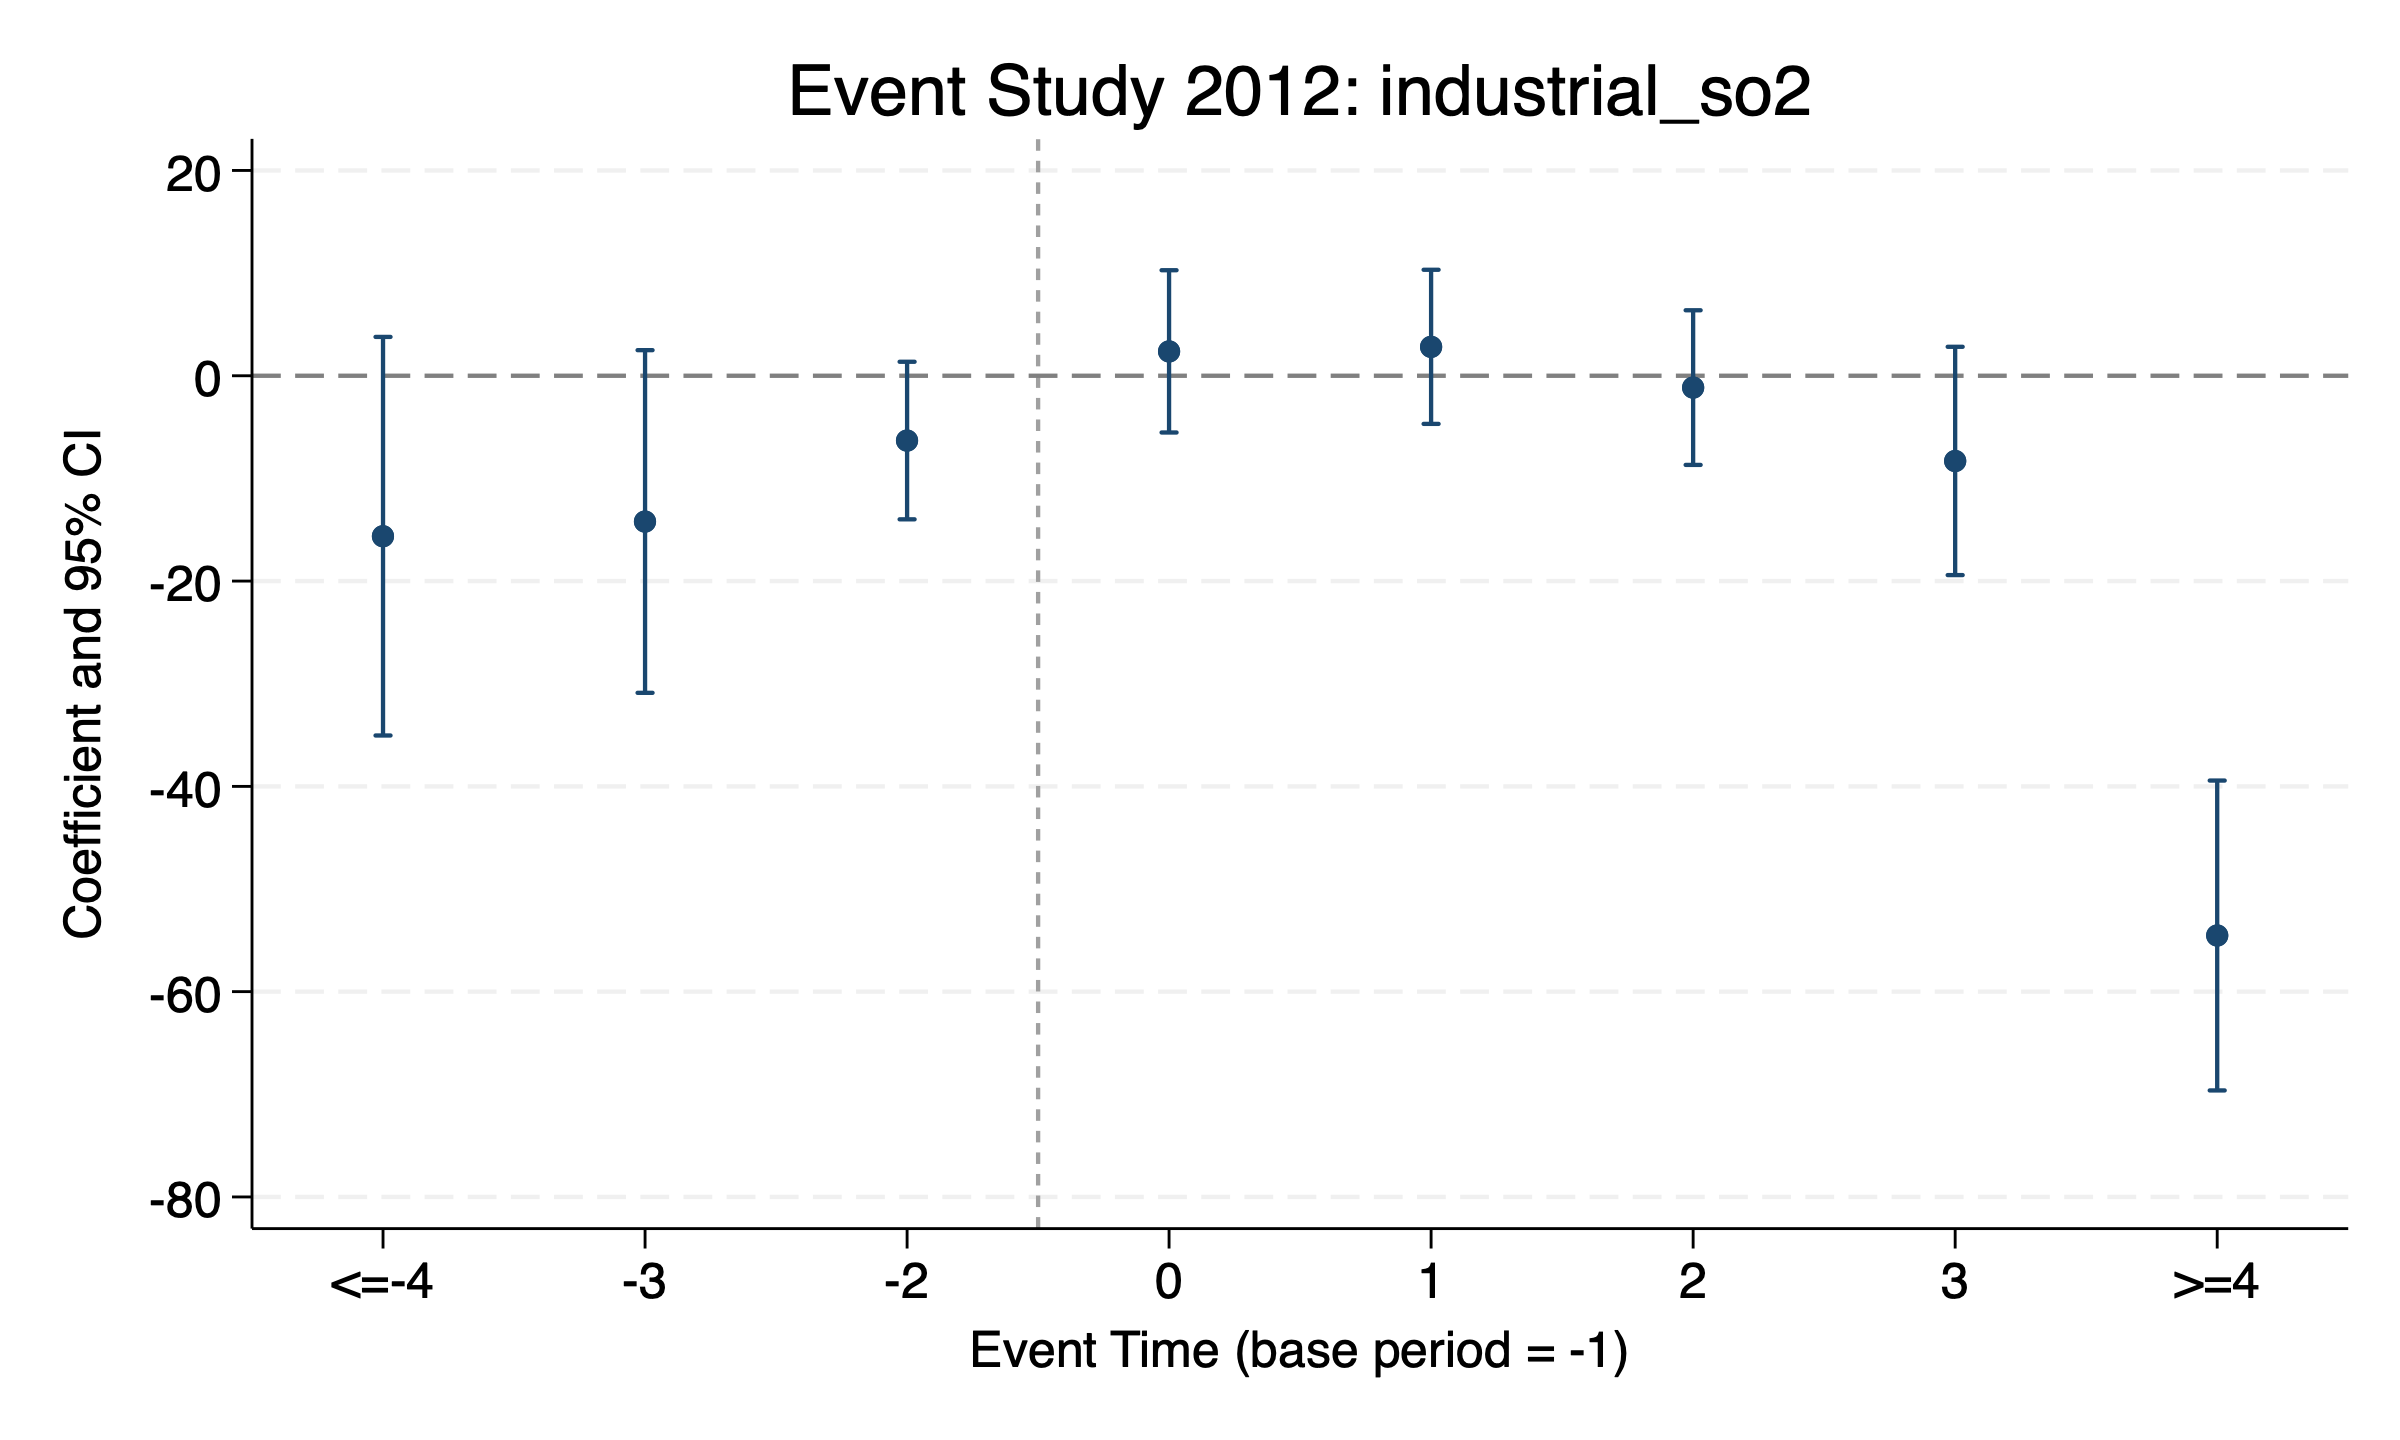 Event Study 2012: industrial_so2
Coefficient and 95% CI
20
0
-20
-40
-60
-80
<=-4 -3 -2 0 1 2 3 >=4
Event Time (base period = -1)